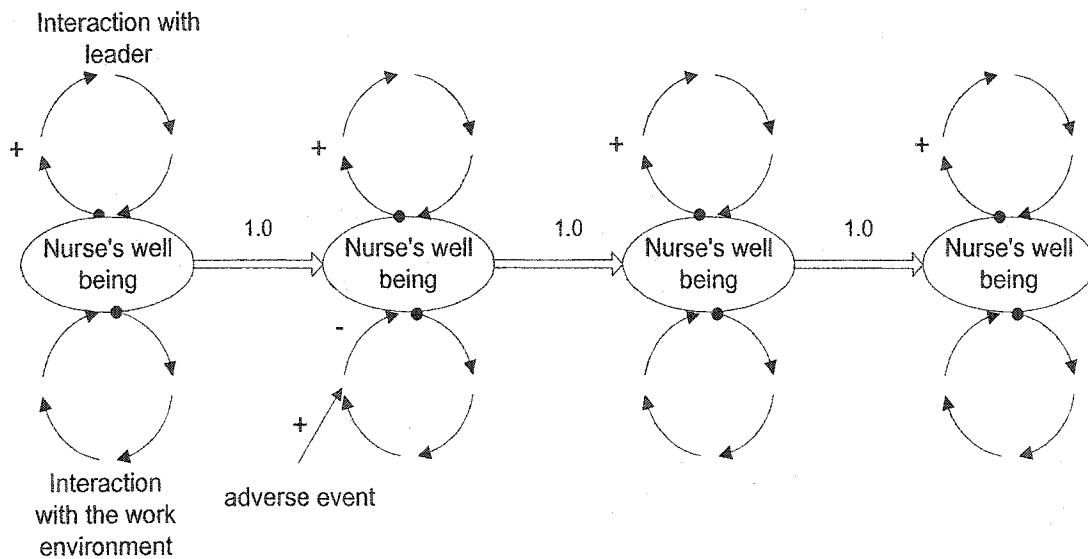 Interaction with
leader
+
+
+
+
Nurse's well
being
1.0
Nurse's well
being
1.0
Nurse's well
being
1.0
Nurse's well
being
-
+
adverse event
Interaction
with the work
environment